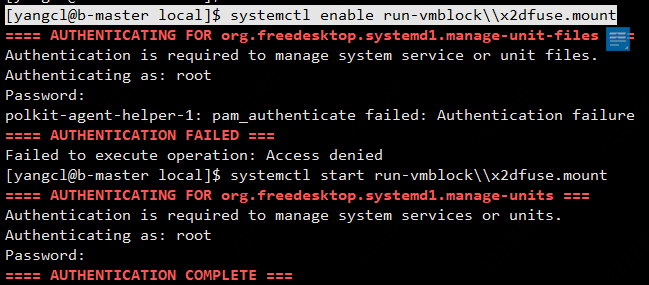 [yangcl@b-master local]$ systemctl enable run-vmblock\\x2dfuse.mount
==== AUTHENTICATING FOR org.freedesktop.systemd1.manage-unit-files =
Authentication is required to manage system service or unit files.
Authenticating as: root
Password:
polkit-agent-helper-1: pam_authenticate failed: Authentication failure
==== AUTHENTICATION FAILED ===
Failed to execute operation: Access denied
[yangcl@b-master local]$ systemctl start run-vmblock\\x2dfuse.mount
==== AUTHENTICATING FOR org.freedesktop.systemd1.manage-units ===
Authentication is required to manage system services or units.
Authenticating as: root
Password:
==== AUTHENTICATION COMPLETE ===